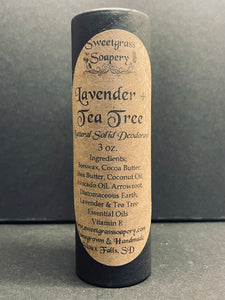 Sweetgrass
Soapery
Lavender +
Tea Tree
Natural Solid Deodorant
3 oz.
Ingredients:
Beeswax, Cocoa Butter,
Shea Butter, Coconut Oil,
Avocado Oil, Arrowroot,
Diatomaceous Earth,
Lavender & Tea Tree
Essential Oils
Vitamin E
www.sweetgrasssoapery.com
Homegrown & Handmade
Sioux Falls, SD